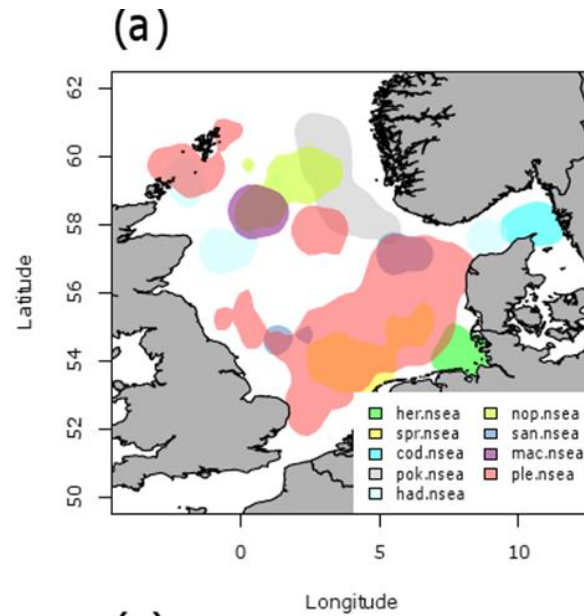 (a)
62
60
58
56
54
52
50
Latitude
her.nsea nop.nsea
spr.nsea san.nsea
cod.nsea mac.nsea
pok.nsea ple.nsea
had.nsea
0 5 10
Longitude